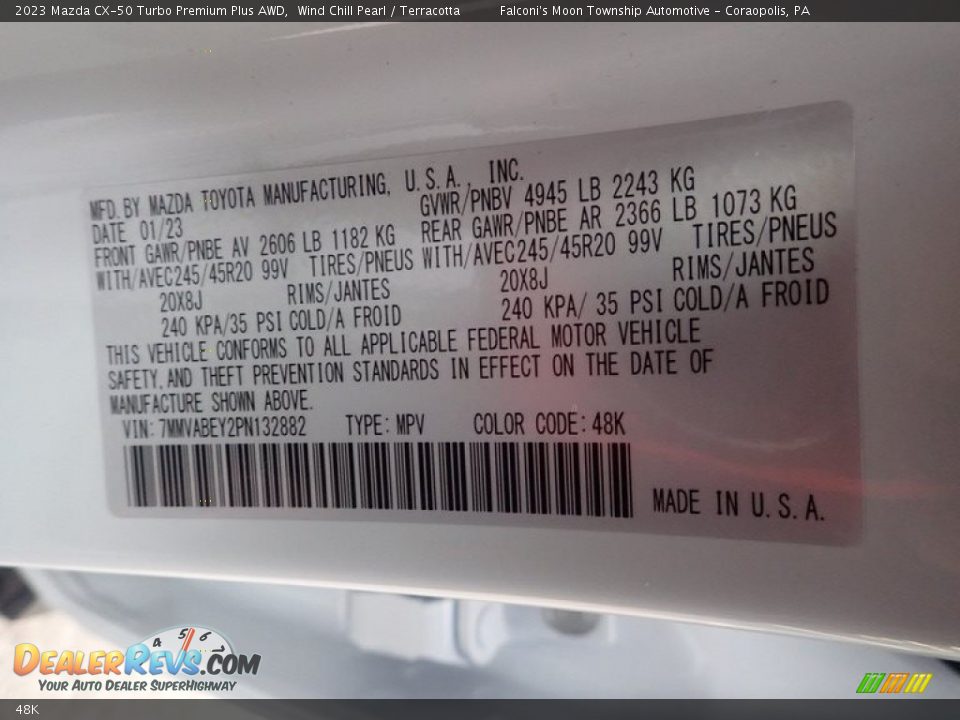 2023 Mazda CX-50 Turbo Premium Plus AWD, Wind Chill Pearl / Terracotta Falconi's Moon Township Automotive - Coraopolis, PA
MFD. BY MAZDA TOYOTA MANUFACTURING, U.S.A., INC.
DATE 01/23 GVWR/PNBV 4945 LB 2243 KG
FRONT GAWR/PNBE AV 2606 LB 1182 KG REAR GAWR/PNBE AR 2366 LB 1073 KG
WITH/AVEC245/45R20 99V TIRES/PNEUS WITH/AVEC245/45R20 99V TIRES/PNEUS
20X8J RIMS/JANTES 20X8J RIMS/JANTES
240 KPA/35 PSI COLD/A FROID 240 KPA/ 35 PSI COLD/A FROID
THIS VEHICLE CONFORMS TO ALL APPLICABLE FEDERAL MOTOR VEHICLE
SAFETY, AND THEFT PREVENTION STANDARDS IN EFFECT ON THE DATE OF
MANUFACTURE SHOWN ABOVE.
VIN: 7MMVABEY2PN132882 TYPE: MPV COLOR CODE: 48K
MADE IN U.S.A.
4 5 6
DEALERREVS.COM
YOUR AUTO DEALER SUPERHIGHWAY
48K